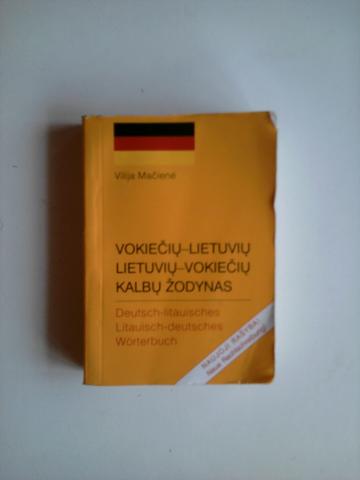 Vilija Mačienė
VOKIEČIŲ–LIETUVIŲ
LIETUVIŲ–VOKIEČIŲ
KALBŲ ŽODYNAS
Deutsch-litauisches
Litauisch-deutsches
Wörterbuch
NAUJOJI RAŠYBA!
Neue Rechtschreibung